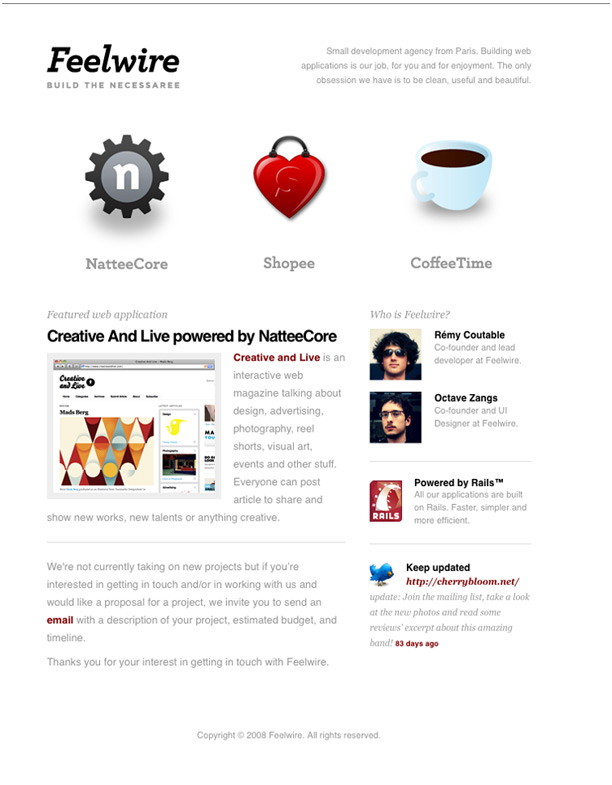 Feelwire
BUILD THE NECESSAREE
Small development agency from Paris. Building web
applications is our job, for you and for enjoyment. The only
obsession we have is to be clean, useful and beautiful.
n
NatteeCore
Shopee
CoffeeTime
Featured web application
Creative And Live powered by NatteeCore
Creative
and Live
Mads Berg
Design
Photography
Creative and Live is an
interactive web
magazine talking about
design, advertising,
photography, reel
shorts, visual art,
events and other stuff.
Everyone can post
article to share and
show new works, new talents or anything creative.
We're not currently taking on new projects but if you're
interested in getting in touch and/or in working with us and
would like a proposal for a project, we invite you to send an
email with a description of your project, estimated budget, and
timeline.
Thanks you for your interest in getting in touch with Feelwire.
Who is Feelwire?
Rémy Coutable
Co-founder and lead
developer at Feelwire.
Octave Zangs
Co-founder and UI
Designer at Feelwire.
RAILS
Powered by Rails™
All our applications are built
on Rails. Faster, simpler and
more efficient.
Keep updated
http://cherrybloom.net/
update: Join the mailing list, take a look
at the new photos and read some
reviews' excerpt about this amazing
band! 83 days ago
Copyright © 2008 Feelwire. All rights reserved.